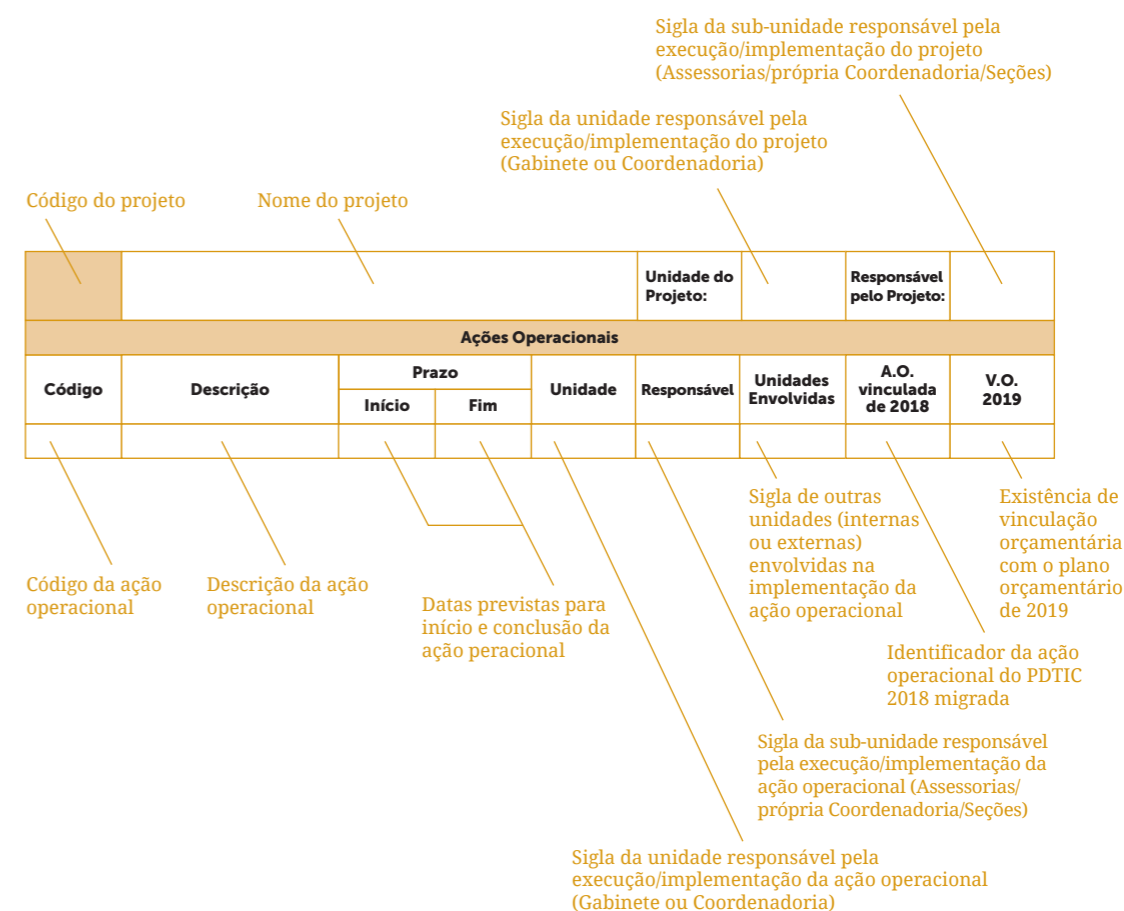 Sigla da sub-unidade responsável pela
execução/implementação do projeto
(Assessorias/própria Coordenadoria/Seções)
Sigla da unidade responsável pela
execução/implementação do projeto
(Gabinete ou Coordenadoria)
Código do projeto
Nome do projeto
Unidade do
Projeto:
Responsável
pelo Projeto:
Ações Operacionais
Código
Descrição
Prazo
Início
Fim
Unidade
Responsável
Unidades
Envolvidas
A.O.
vinculada
de 2018
V.O.
2019
Código da ação
operacional
Descrição da ação
operacional
Datas previstas para
início e conclusão da
ação peracional
Sigla de outras
unidades (internas
ou externas)
envolvidas na
implementação da
ação operacional
Existência de
vinculação
orçamentária
com o plano
orçamentário
de 2019
Identificador da ação
operacional do PDTIC
2018 migrada
Sigla da sub-unidade responsável
pela execução/implementação da
ação operacional (Assessorias/
própria Coordenadoria/Seções)
Sigla da unidade responsável pela
execução/implementação da ação operacional
(Gabinete ou Coordenadoria)